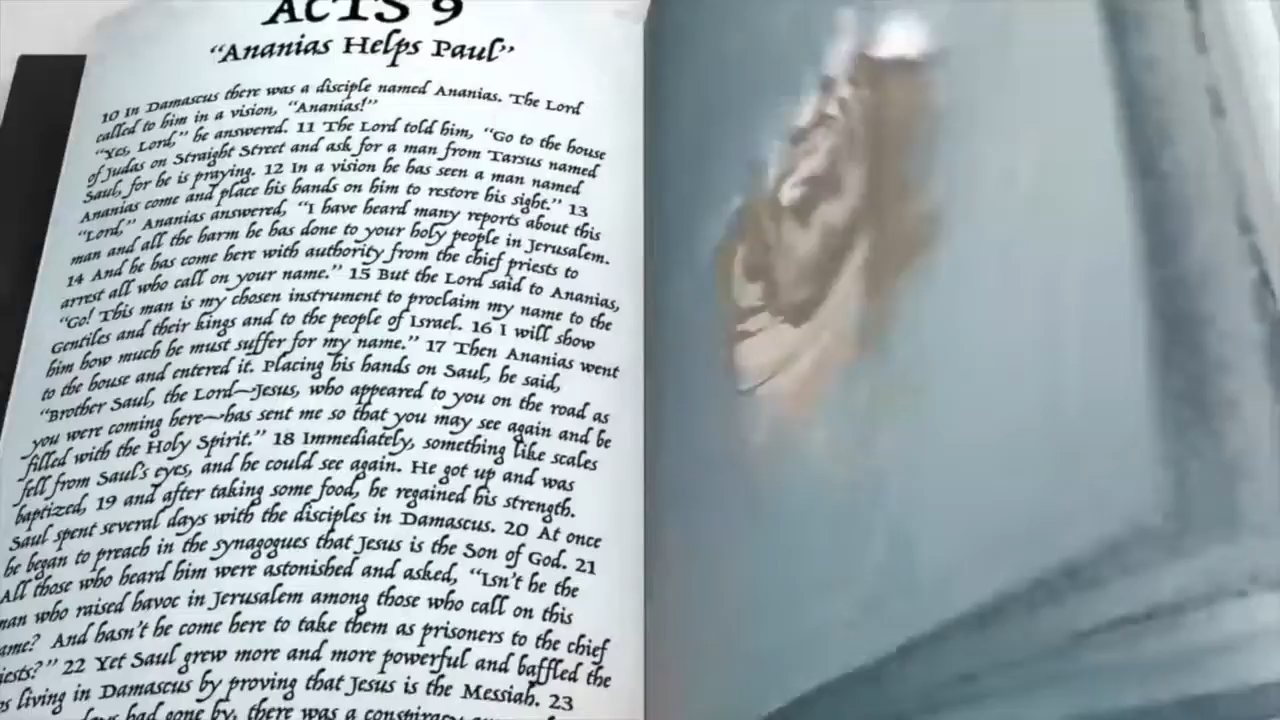 ACTS 9
“Ananias Helps Paul”
10 In Damascus there was a disciple named Ananias. The Lord
called to him in a vision, “Ananias!”
“Yes, Lord,” he answered. 11 The Lord told him, “Go to the house
of Judas on Straight Street and ask for a man from Tarsus named
Saul, for he is praying. 12 In a vision he has seen a man named
Ananias come and place his hands on him to restore his sight.” 13
“Lord,” Ananias answered, “I have heard many reports about this
man and all the harm he has done to your holy people in Jerusalem.
14 And he has come here with authority from the chief priests to
arrest all who call on your name.” 15 But the Lord said to Ananias,
“Go! This man is my chosen instrument to proclaim my name to the
Gentiles and their kings and to the people of Israel. 16 I will show
him how much he must suffer for my name.” 17 Then Ananias went
to the house and entered it. Placing his hands on Saul, he said,
“Brother Saul, the Lord—Jesus, who appeared to you on the road as
you were coming here—has sent me so that you may see again and be
filled with the Holy Spirit.” 18 Immediately, something like scales
fell from Saul's eyes, and he could see again. He got up and was
baptized, 19 and after taking some food, he regained his strength.
Saul spent several days with the disciples in Damascus. 20 At once
he began to preach in the synagogues that Jesus is the Son of God. 21
All those who heard him were astonished and asked, “Isn't he the
man who raised havoc in Jerusalem among those who call on this
ame? And hasn't he come here to take them as prisoners to the chief
iests?” 22 Yet Saul grew more and more powerful and baffled the
s living in Damascus by proving that Jesus is the Messiah. 23
days had gone by, there was a conspiracy